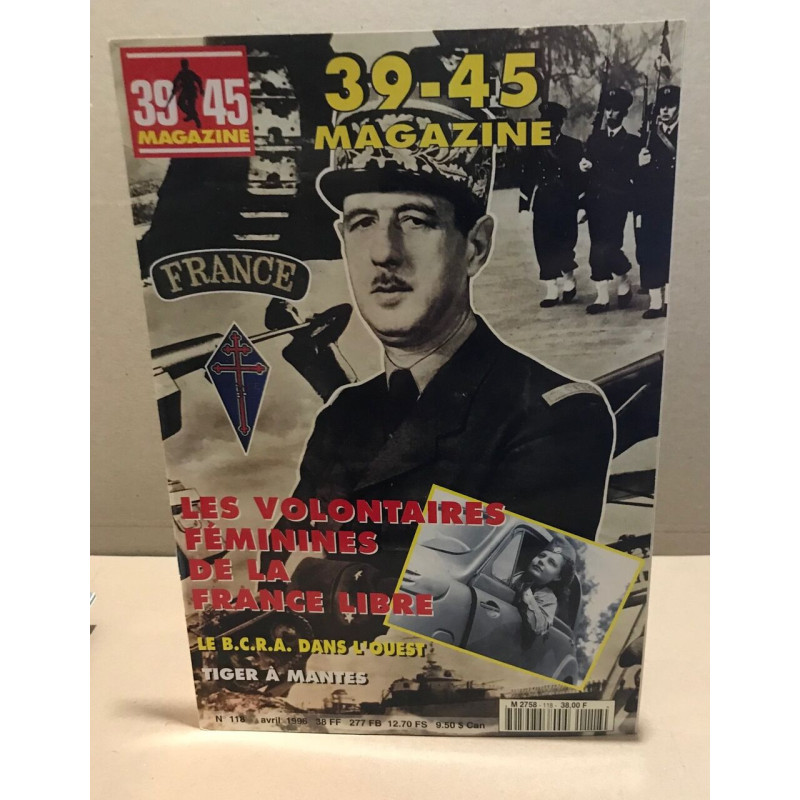 39 45
MAGAZINE
39-45
MAGAZINE
FRANCE
LES VOLONTAIRES
FÉMININES
DE LA
FRANCE LIBRE
LE B.C.R.A. DANS L'OUEST
TIGER À MANTES
N 118 avril 1996 38 FF 277 FB 12.70 FS 9.50 $ Can
M 2758 - 118 - 38,00 F